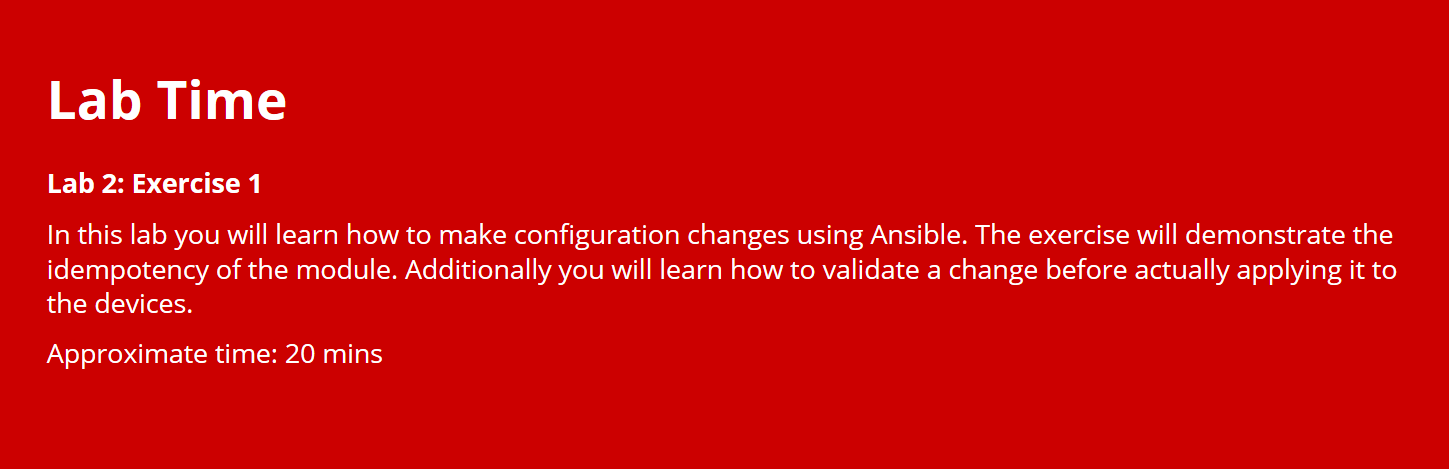 Lab Time
Lab 2: Exercise 1
In this lab you will learn how to make configuration changes using Ansible. The exercise will demonstrate the
idempotency of the module. Additionally you will learn how to validate a change before actually applying it to
the devices.
Approximate time: 20 mins